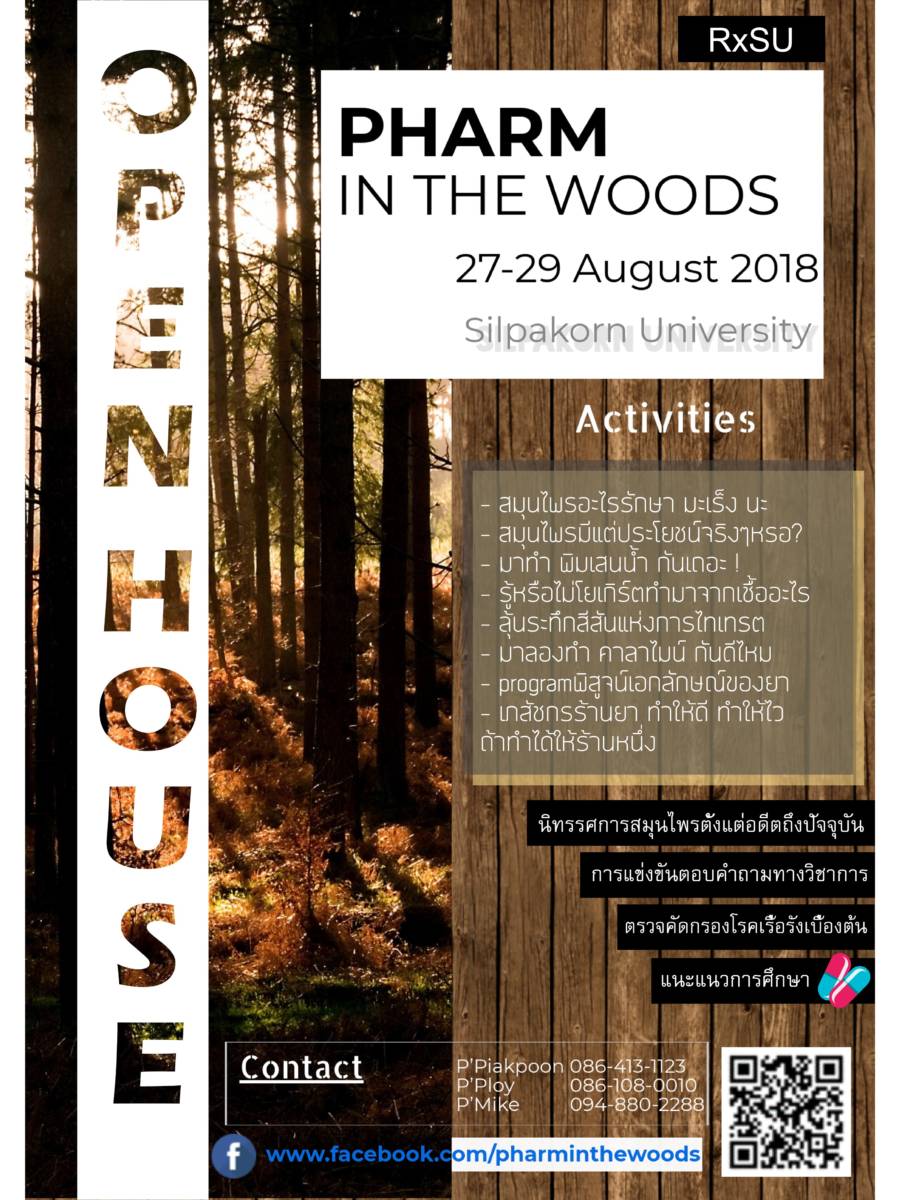 OPEN HOUSE
RxSU
PHARM
IN THE WOODS
27-29 August 2018
Silpakorn University
Activities
- สมุนไพรอะไรรักษา มะเร็ง นะ
- สมุนไพรมีแต่ประโยชน์จริงๆหรอ?
- มาทำ พิมเสนน้ำ กันเถอะ !
- รู้หรือไม่โยเกิร์ตทำมาจากเชื้ออะไร
- ลุ้นระทึกสีสันแห่งการไทเทรต
- มาลองทำ คาลาไมน์ กันดีไหม
- programพิสูจน์เอกลักษณ์ของยา
- เภสัชกรร้านยา ทำให้ดี ทำให้ไว
ถ้าทำได้ให้ร้านหนึ่ง
นิทรรศการสมุนไพรตั้งแต่อดีตถึงปัจจุบัน
การแข่งขันตอบคำถามทางวิชาการ
ตรวจคัดกรองโรคเรื้อรังเบื้องต้น
แนะแนวการศึกษา
Contact
P'Piakpoon 086-413-1123
P'Ploy 086-108-0010
P'Mike 094-880-2288
www.facebook.com/pharminthewoods